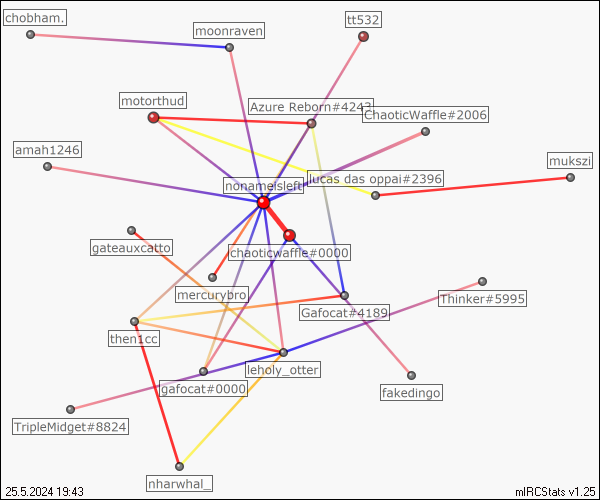 chobham.
tt532
moonraven
motorthud
Azure Reborn#4243
ChaoticWaffle#2006
amah1246
mukszi
nonameisleft
lucas das oppai#2396
gateauxcatto
chaoticwaffle#0000
mercurybro
Thinker#5995
Gafocat#4189
then1cc
leholy_otter
gafocat#0000
fakedingo
TripleMidget#8824
nharwhal_
25.5.2024 19:43
mIRCStats v1.25